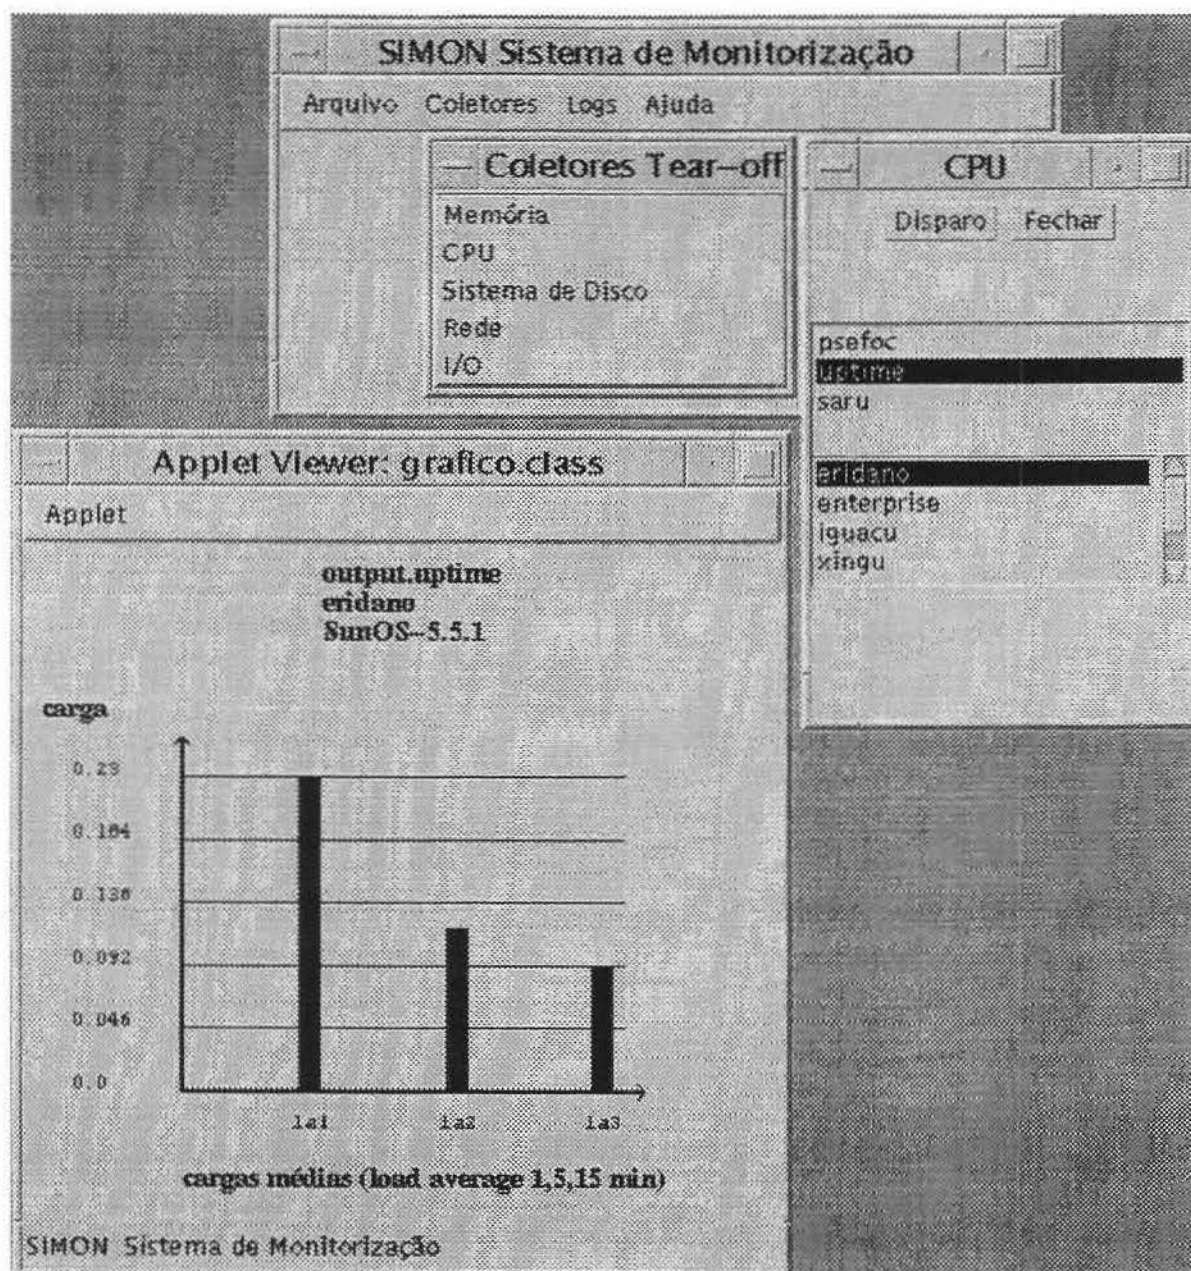 SIMON Sistema de Monitorização
Arquivo Coletores Logs Ajuda
Coletores Tear-off
Memória
CPU
Sistema de Disco
Rede
I/O
CPU
Disparo Fechar
psefoc
uptime
saru
eridano
enterprise
iguacu
xingu
Applet Viewer: grafico.class
Applet
output.uptime
eridano
SunOS-5.5.1
carga
0.23
0.184
0.138
0.092
0.046
0.0
la1 la2 la3
cargas médias (load average 1,5,15 min)
SIMON Sistema de Monitorização